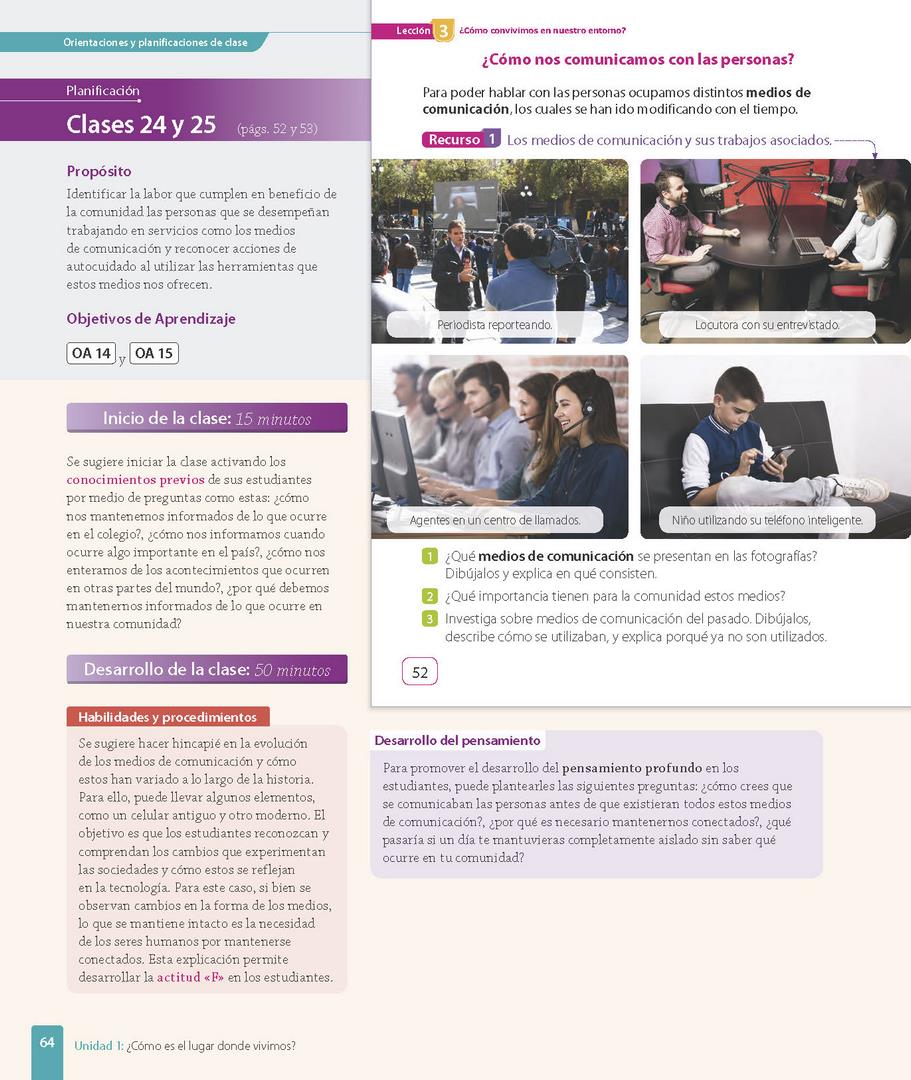 Orientaciones y planificaciones de clase
Planificación
Clases 24 y 25 (págs. 52 y 53)
Propósito
Identificar la labor que cumplen en beneficio de
la comunidad las personas que se desempeñan
trabajando en servicios como los medios
de comunicación y reconocer acciones de
autocuidado al utilizar las herramientas que
estos medios nos ofrecen.
Objetivos de Aprendizaje
OA 14 y OA 15
Inicio de la clase: 15 minutos
Se sugiere iniciar la clase activando los
conocimientos previos de sus estudiantes
por medio de preguntas como estas: ¿cómo
nos mantenemos informados de lo que ocurre
en el colegio?, ¿cómo nos informamos cuando
ocurre algo importante en el país?, ¿cómo nos
enteramos de los acontecimientos que ocurren
en otras partes del mundo?, ¿por qué debemos
mantenernos informados de lo que ocurre en
nuestra comunidad?
Desarrollo de la clase: 50 minutos
Habilidades y procedimientos
Se sugiere hacer hincapié en la evolución
de los medios de comunicación y cómo
estos han variado a lo largo de la historia.
Para ello, puede llevar algunos elementos,
como un celular antiguo y otro moderno. El
objetivo es que los estudiantes reconozcan y
comprendan los cambios que experimentan
las sociedades y cómo estos se reflejan
en la tecnología. Para este caso, si bien se
observan cambios en la forma de los medios,
lo que se mantiene intacto es la necesidad
de los seres humanos por mantenerse
conectados. Esta explicación permite
desarrollar la actitud «F» en los estudiantes.
Lección 3 ¿Cómo convivimos en nuestro entorno?
¿Cómo nos comunicamos con las personas?
Para poder hablar con las personas ocupamos distintos medios de
comunicación, los cuales se han ido modificando con el tiempo.
Recurso 1 Los medios de comunicación y sus trabajos asociados.
Periodista reporteando.
Locutora con su entrevistado.
Agentes en un centro de llamados.
Niño utilizando su teléfono inteligente.
1 ¿Qué medios de comunicación se presentan en las fotografías?
Dibújalos y explica en qué consisten.
2 ¿Qué importancia tienen para la comunidad estos medios?
3 Investiga sobre medios de comunicación del pasado. Dibújalos,
describe cómo se utilizaban, y explica porqué ya no son utilizados.
52
Desarrollo del pensamiento
Para promover el desarrollo del pensamiento profundo en los
estudiantes, puede plantearles las siguientes preguntas: ¿cómo crees que
se comunicaban las personas antes de que existieran todos estos medios
de comunicación?, ¿por qué es necesario mantenernos conectados?, ¿qué
pasaría si un día te mantuvieras completamente aislado sin saber qué
ocurre en tu comunidad?
64 Unidad 1: ¿Cómo es el lugar donde vivimos?